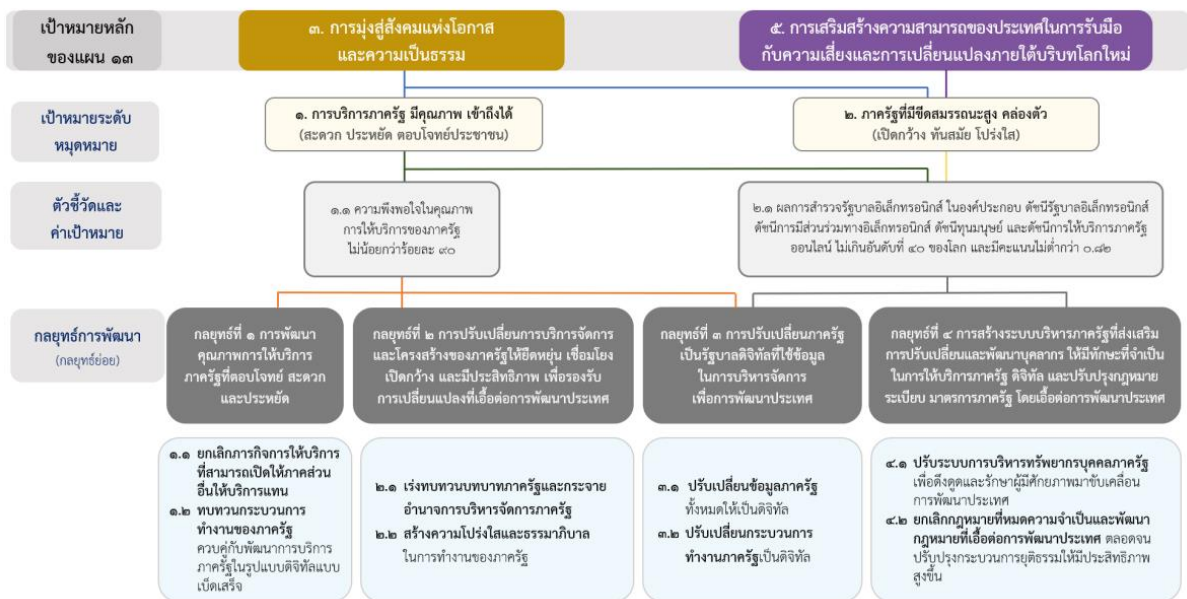 เป้าหมายหลัก
ของแผน ๑๓
๓. การมุ่งสู่สังคมแห่งโอกาส
และความเป็นธรรม
๕. การเสริมสร้างความสามารถของประเทศในการรับมือ
กับความเสี่ยงและการเปลี่ยนแปลงภายใต้บริบทโลกใหม่
เป้าหมายระดับ
หมุดหมาย
๑. การบริการภาครัฐ มีคุณภาพ เข้าถึงได้
(สะดวก ประหยัด ตอบโจทย์ประชาชน)
๒. ภาครัฐที่มีขีดสมรรถนะสูง คล่องตัว
(เปิดกว้าง ทันสมัย โปร่งใส)
ตัวชี้วัดและ
ค่าเป้าหมาย
๑.๑ ความพึงพอใจในคุณภาพ
การให้บริการของภาครัฐ
ไม่น้อยกว่าร้อยละ ๙๐
๒.๑ ผลการสำรวจรัฐบาลอิเล็กทรอนิกส์ ในองค์ประกอบ ดัชนีรัฐบาลอิเล็กทรอนิกส์
ดัชนีการมีส่วนร่วมทางอิเล็กทรอนิกส์ ดัชนีทุนมนุษย์ และดัชนีการให้บริการภาครัฐ
ออนไลน์ ไม่เกินอันดับที่ ๔๐ ของโลก และมีคะแนนไม่ต่ำกว่า ๐.๘๒
กลยุทธ์การพัฒนา
(กลยุทธ์ย่อย)
กลยุทธ์ที่ ๑ การพัฒนา
คุณภาพการให้บริการ
ภาครัฐที่ตอบโจทย์ สะดวก
และประหยัด
กลยุทธ์ที่ ๒ การปรับเปลี่ยนการบริหารจัดการ
และโครงสร้างของภาครัฐให้ยืดหยุ่น เชื่อมโยง
เปิดกว้าง และมีประสิทธิภาพ เพื่อรองรับ
การเปลี่ยนแปลงที่เอื้อต่อการพัฒนาประเทศ
กลยุทธ์ที่ ๓ การปรับเปลี่ยนภาครัฐ
เป็นรัฐบาลดิจิทัลที่ใช้ข้อมูล
ในการบริหารจัดการ
เพื่อการพัฒนาประเทศ
กลยุทธ์ที่ ๔ การสร้างระบบบริหารภาครัฐที่ส่งเสริม
การปรับเปลี่ยนและพัฒนาบุคลากร ให้มีทักษะที่จำเป็น
ในการให้บริการภาครัฐ ดิจิทัล และปรับปรุงกฎหมาย
ระเบียบ มาตรการภาครัฐ โดยเอื้อต่อการพัฒนาประเทศ
๑.๑ ยกเลิกภารกิจการให้บริการ
ที่สามารถเปิดให้ภาคส่วน
อื่นให้บริการแทน
๑.๒ ทบทวนกระบวนการ
ทำงานของภาครัฐ
ควบคู่กับพัฒนาการบริการ
ภาครัฐในรูปแบบดิจิทัลแบบ
เบ็ดเสร็จ
๒.๑ เร่งทบทวนบทบาทภาครัฐและกระจาย
อำนาจการบริหารจัดการภาครัฐ
๒.๒ สร้างความโปร่งใสและธรรมาภิบาล
ในการทำงานของภาครัฐ
๓.๑ ปรับเปลี่ยนข้อมูลภาครัฐ
ทั้งหมดให้เป็นดิจิทัล
๓.๒ ปรับเปลี่ยนกระบวนการ
ทำงานภาครัฐเป็นดิจิทัล
๔.๑ ปรับระบบการบริหารทรัพยากรบุคคลภาครัฐ
เพื่อดึงดูดและรักษาผู้มีศักยภาพมาขับเคลื่อน
การพัฒนาประเทศ
๔.๒ ยกเลิกกฎหมายที่หมดความจำเป็นและพัฒนา
กฎหมายที่เอื้อต่อการพัฒนาประเทศ ตลอดจน
ปรับปรุงกระบวนการยุติธรรมให้มีประสิทธิภาพ
สูงขึ้น